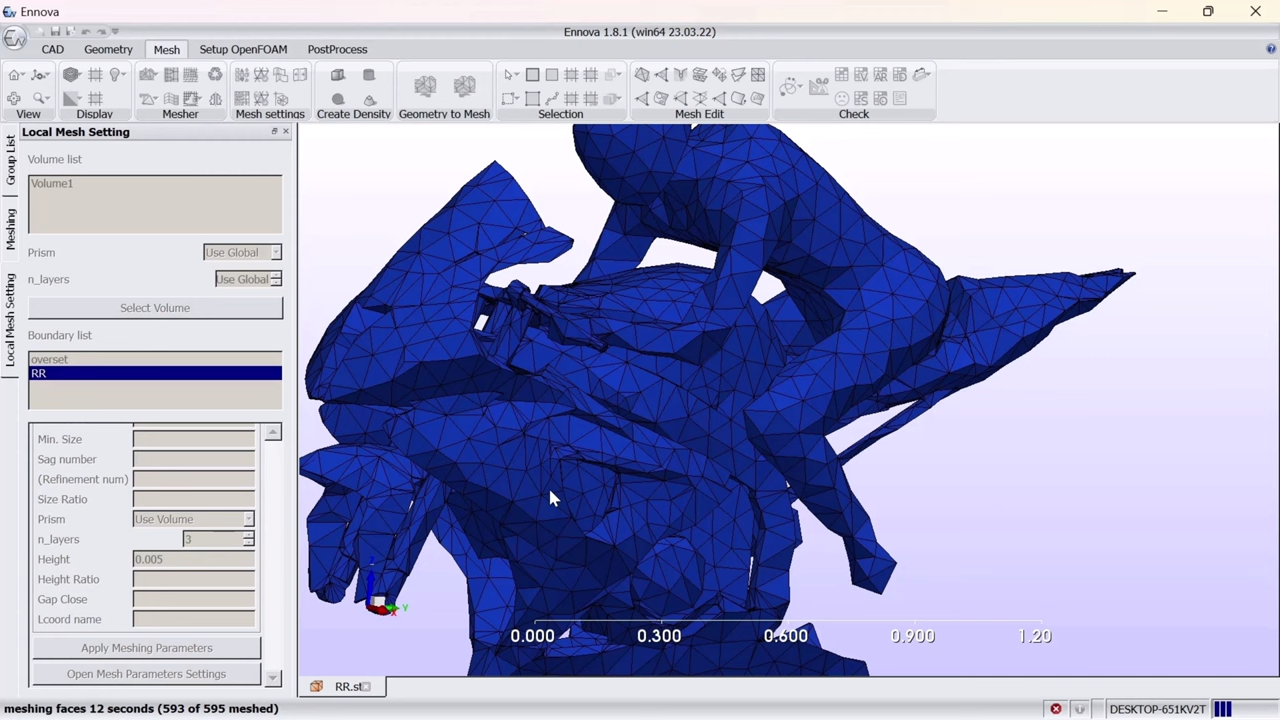 Ennova
Ennova 1.8.1 (win64 23.03.22)
CAD Geometry Mesh Setup OpenFOAM PostProcess
View Display Mesher Mesh settings Create Density Geometry to Mesh Selection Mesh Edit Check
Local Mesh Setting
Group List
Meshing
Local Mesh Setting
Volume list
Volume1
Prism Use Global
n_layers Use Global
Select Volume
Boundary list
overset
RR
Min. Size
Sag number
(Refinement num)
Size Ratio
Prism Use Volume
n_layers 3
Height 0.005
Height Ratio
Gap Close
Lcoord name
Apply Meshing Parameters
Open Mesh Parameters Settings
Z
Y
X
0.000 0.300 0.600 0.900 1.20
RR.st
meshing faces 12 seconds (593 of 595 meshed)
DESKTOP-651KV2T